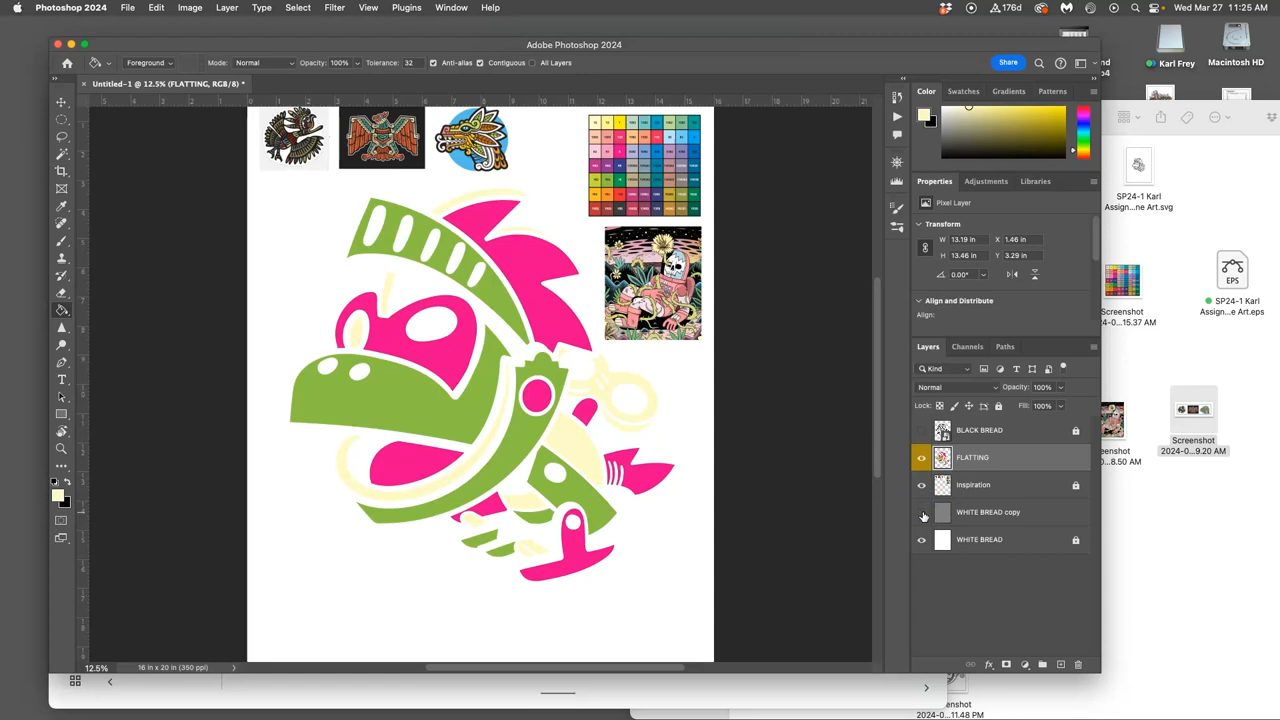 Photoshop 2024 File Edit Image Layer Type Select Filter View Plugins Window Help
176d
Wed Mar 27 11:25 AM
Adobe Photoshop 2024
Foreground Mode: Normal Opacity: 100% Tolerance: 32 Anti-alias Contiguous All Layers
Share
Untitled-1 @ 12.5% (FLATTING, RGB/8) *
Color Swatches Gradients Patterns
Properties Adjustments Libraries
Pixel Layer
Transform
W 13.19 in X 1.46 in
H 13.46 in Y 3.29 in
0.00°
Align and Distribute
Align:
Layers Channels Paths
Kind
Normal Opacity: 100%
Lock: Fill: 100%
BLACK BREAD
FLATTING
Inspiration
WHITE BREAD copy
WHITE BREAD
12.5% 16 in x 20 in (350 ppi)
Karl Frey
Macintosh HD
SP24-1 Karl
Assign...ne Art.svg
EPS
SP24-1 Karl
Assign...ne Art.eps
Screenshot
2024-0...9.20 AM
Screenshot
2024-0...11.48 PM